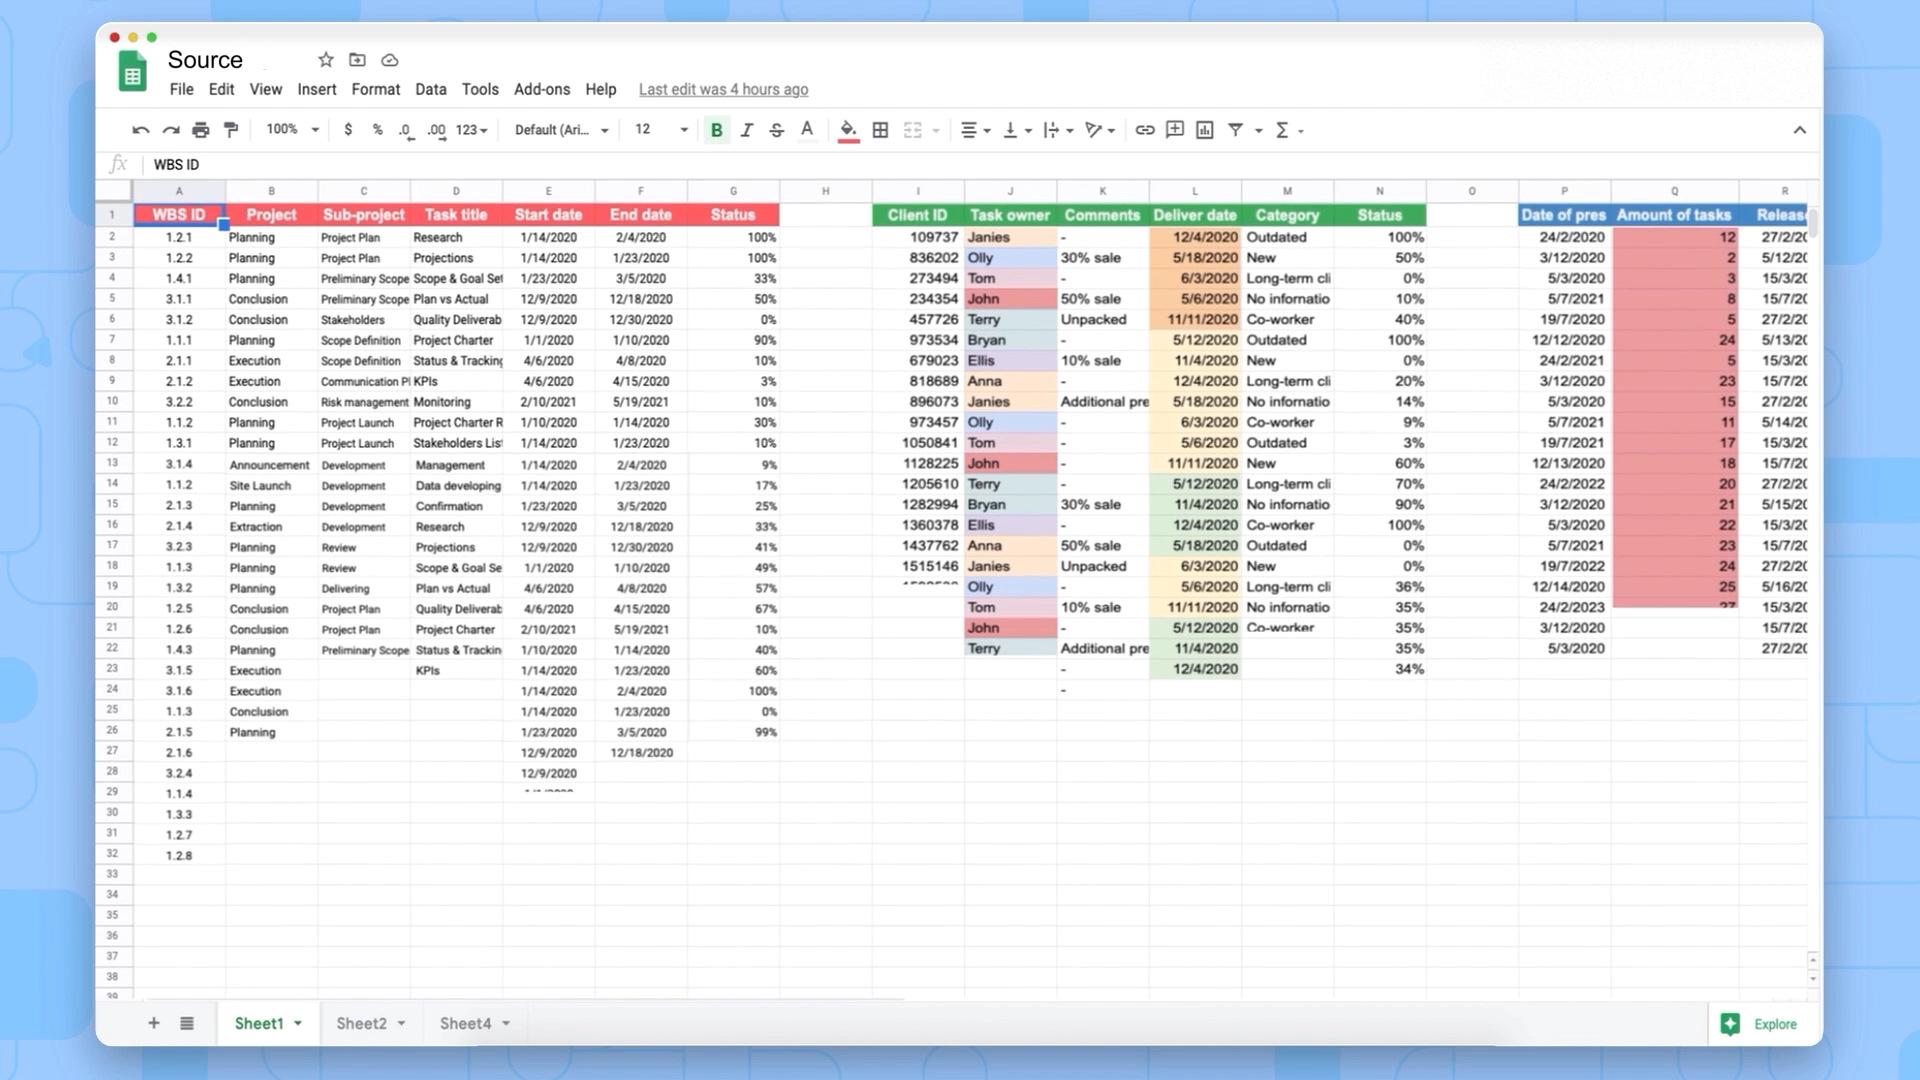 Source
File Edit View Insert Format Data Tools Add-ons Help Last edit was 4 hours ago
100% $ % .0 .00 123 Default (Ari... 12 B I S A
fx WBS ID
A B C D E F G H I J K L M N O P Q R
1 WBS ID Project Sub-project Task title Start date End date Status Client ID Task owner Comments Deliver date Category Status Date of pres Amount of tasks Releas
2 1.2.1 Planning Project Plan Research 1/14/2020 2/4/2020 100% 109737 Janies - 12/4/2020 Outdated 100% 24/2/2020 12 27/2/20
3 1.2.2 Planning Project Plan Projections 1/14/2020 1/23/2020 100% 836202 Olly 30% sale 5/18/2020 New 50% 3/12/2020 2 5/12/20
4 1.4.1 Planning Preliminary Scope Scope & Goal Set 1/23/2020 3/5/2020 33% 273494 Tom - 6/3/2020 Long-term cli 0% 5/3/2020 3 15/3/20
5 3.1.1 Conclusion Preliminary Scope Plan vs Actual 12/9/2020 12/18/2020 50% 234354 John 50% sale 5/6/2020 No infornatio 10% 5/7/2021 8 15/7/20
6 3.1.2 Conclusion Stakeholders Quality Deliverab 12/9/2020 12/30/2020 0% 457726 Terry Unpacked 11/11/2020 Co-worker 40% 19/7/2020 5 27/2/20
7 1.1.1 Planning Scope Definition Project Charter 1/1/2020 1/10/2020 90% 973534 Bryan - 5/12/2020 Outdated 100% 12/12/2020 24 5/13/20
8 2.1.1 Execution Scope Definition Status & Tracking 4/6/2020 4/8/2020 10% 679023 Ellis 10% sale 11/4/2020 New 0% 24/2/2021 5 15/3/20
9 2.1.2 Execution Communication Pl KPIs 4/6/2020 4/15/2020 3% 818689 Anna - 12/4/2020 Long-term cli 20% 3/12/2020 23 15/7/20
10 3.2.2 Conclusion Risk management Monitoring 2/10/2021 5/19/2021 10% 896073 Janies Additional pre 5/18/2020 No infornatio 14% 5/3/2020 15 27/2/20
11 1.1.2 Planning Project Launch Project Charter R 1/10/2020 1/14/2020 30% 973457 Olly - 6/3/2020 Co-worker 9% 5/7/2021 11 5/14/20
12 1.3.1 Planning Project Launch Stakeholders List 1/14/2020 1/23/2020 10% 1050841 Tom - 5/6/2020 Outdated 3% 19/7/2021 17 15/3/20
13 3.1.4 Announcement Development Management 1/14/2020 2/4/2020 9% 1128225 John - 11/11/2020 New 60% 12/13/2020 18 15/7/20
14 1.1.2 Site Launch Development Data developing 1/14/2020 1/23/2020 17% 1205610 Terry - 5/12/2020 Long-term cli 70% 24/2/2022 20 27/2/20
15 2.1.3 Planning Development Confirmation 1/23/2020 3/5/2020 25% 1282994 Bryan 30% sale 11/4/2020 No infornatio 90% 3/12/2020 21 5/15/20
16 2.1.4 Extraction Development Research 12/9/2020 12/18/2020 33% 1360378 Ellis - 12/4/2020 Co-worker 100% 5/3/2020 22 15/3/20
17 3.2.3 Planning Review Projections 12/9/2020 12/30/2020 41% 1437762 Anna 50% sale 5/18/2020 Outdated 0% 5/7/2021 23 15/7/20
18 1.1.3 Planning Review Scope & Goal Se 1/1/2020 1/10/2020 49% 1515146 Janies Unpacked 6/3/2020 New 0% 19/7/2022 24 27/2/20
19 1.3.2 Planning Delivering Plan vs Actual 4/6/2020 4/8/2020 57% Olly - 5/6/2020 Long-term cli 36% 12/14/2020 25 5/16/20
20 1.2.5 Conclusion Project Plan Quality Deliverab 4/6/2020 4/15/2020 67% Tom 10% sale 11/11/2020 No infornatio 35% 24/2/2023 27 15/3/20
21 1.2.6 Conclusion Project Plan Project Charter 2/10/2021 5/19/2021 10% John - 5/12/2020 Co-worker 35% 3/12/2020 15/7/20
22 1.4.3 Planning Preliminary Scope Status & Trackin 1/10/2020 1/14/2020 40% Terry Additional pre 11/4/2020 35% 5/3/2020 27/2/20
23 3.1.5 Execution KPIs 1/14/2020 1/23/2020 60% - 12/4/2020 34%
24 3.1.6 Execution 1/14/2020 2/4/2020 100% -
25 1.1.3 Conclusion 1/14/2020 1/23/2020 0%
26 2.1.5 Planning 1/23/2020 3/5/2020 99%
27 2.1.6 12/9/2020 12/18/2020
28 3.2.4 12/9/2020
29 1.1.4
30 1.3.3
31 1.2.7
32 1.2.8
33
34
35
36
37
38
39
+ Sheet1 Sheet2 Sheet4 Explore